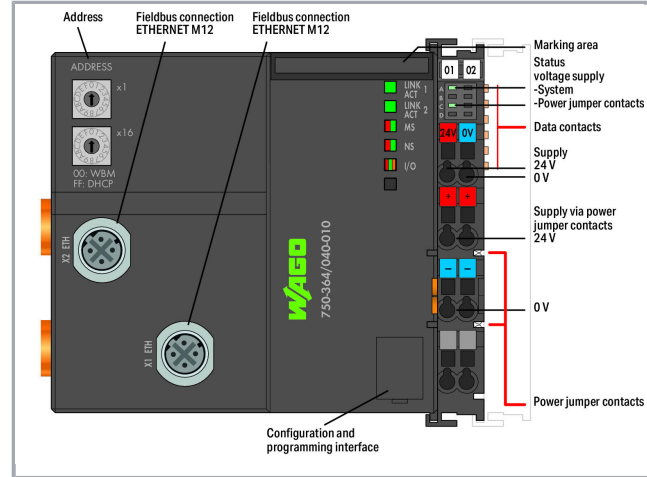 Address
Fieldbus connection
ETHERNET M12
Fieldbus connection
ETHERNET M12
Marking area
Status
voltage supply
-System
-Power jumper contacts
Data contacts
Supply
24 V
0 V
Supply via power
jumper contacts
24 V
0 V
Power jumper contacts
Configuration and
programming interface
ADDRESS
x1
x16
00: WBM
FF: DHCP
X2 ETH
X1 ETH
LINK 1
ACT
LINK 2
ACT
MS
NS
I/O
WAGO
750-364/040-010
01 02
A
B
C
D
24V 0V
+ +
− −